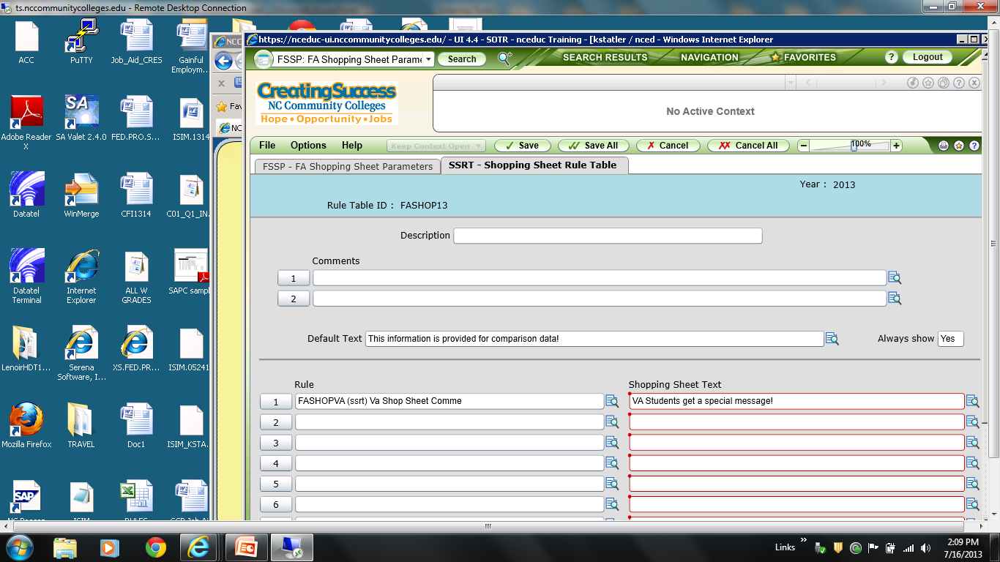 ts.nccommunitycolleges.edu - Remote Desktop Connection
https://nceduc-ui.nccommunitycolleges.edu/ - UI 4.4 - SOTR - nceduc Training - [kstatler / nced - Windows Internet Explorer
FSSP: FA Shopping Sheet Parame Search SEARCH RESULTS NAVIGATION FAVORITES ? Logout
CreatingSuccess
NC Community Colleges
Hope • Opportunity • Jobs
No Active Context
File Options Help Keep Context Open Save Save All Cancel Cancel All 100%
FSSP - FA Shopping Sheet Parameters SSRT - Shopping Sheet Rule Table
Year : 2013
Rule Table ID : FASHOP13
Description
Comments
1
2
Default Text This information is provided for comparison data! Always show Yes
Rule Shopping Sheet Text
1 FASHOPVA (ssrt) Va Shop Sheet Comme VA Students get a special message!
2
3
4
5
6
ACC PuTTY Job_Aid_CRES Gainful
Employm...
Adobe Reader
X
SA Valet 2.4.0 FED.PRO.S... ISIM.1314
Datatel WinMerge CFI1314 C01_Q1_IN.
Datatel
Terminal
Internet
Explorer
ALL W
GRADES
SAPC sampl
LenoirHDT1... Serena
Software, I...
XS.FED.PR... ISIM.05241
Mozilla Firefox TRAVEL Doc1 ISIM_KSTA.
SA
SAP
NCC
Fav
NC
Links
2:09 PM
7/16/2013